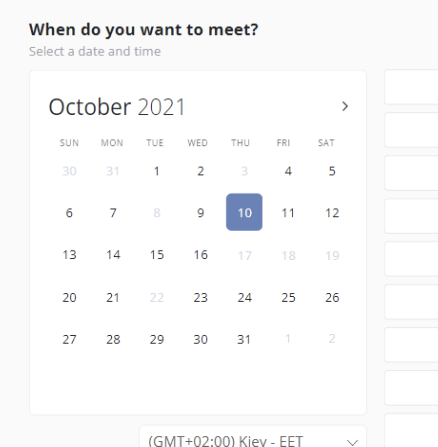 When do you want to meet?
Select a date and time
October 2021
SUN MON TUE WED THU FRI SAT
30 31 1 2 3 4 5
6 7 8 9 10 11 12
13 14 15 16 17 18 19
20 21 22 23 24 25 26
27 28 29 30 31 1 2
(GMT+02:00) Kiev - EET